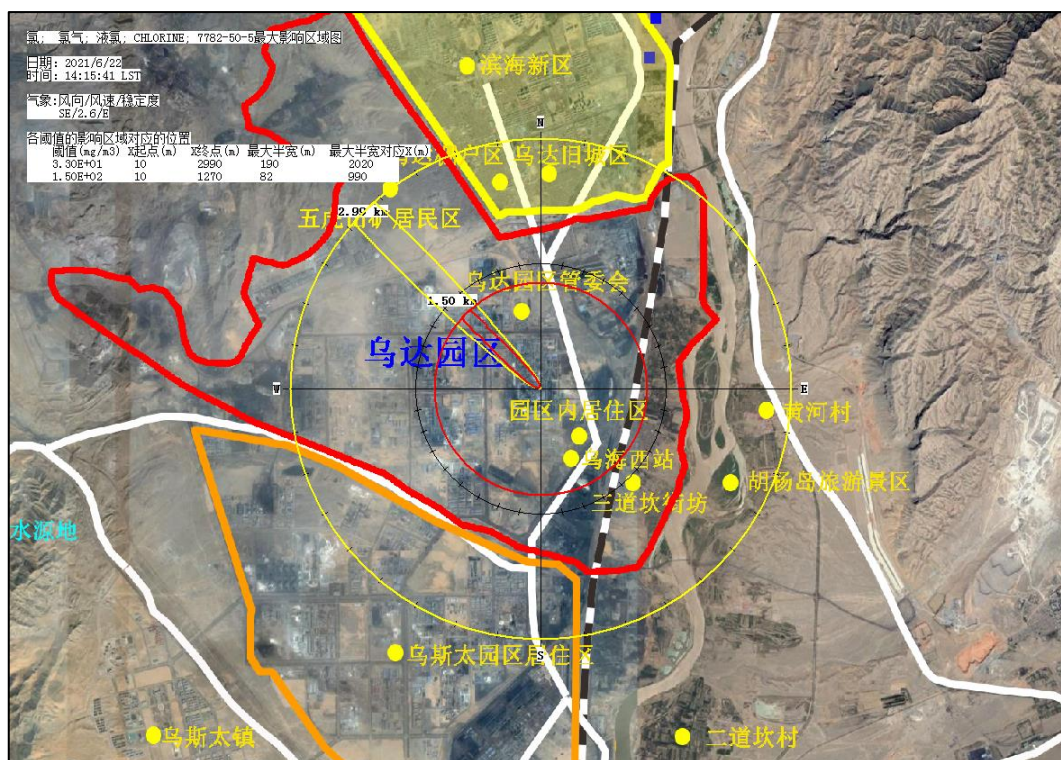 氯; 氯气; 液氯; CHLORINE; 7782-50-5最大影响区域图
日期: 2021/6/22
时间: 14:15:41 LST
气象:风向/风速/稳定度
SE/2.6/E
各阈值的影响区域对应的位置
阈值(mg/m3) X起点(m) X终点(m) 最大半宽(m) 最大半宽对应X(m)
3.30E+01 10 2990 190 2020
1.50E+02 10 1270 82 990
滨海新区
N
户区
乌达旧城区
2.99 km
五虎山矿居民区
乌达园区管委会
1.50 km
乌达园区
W
E
园区内居住区
黄河村
乌海西站
胡杨岛旅游景区
三道坎街坊
水源地
乌斯太园区居住区
S
乌斯太镇
二道坎村